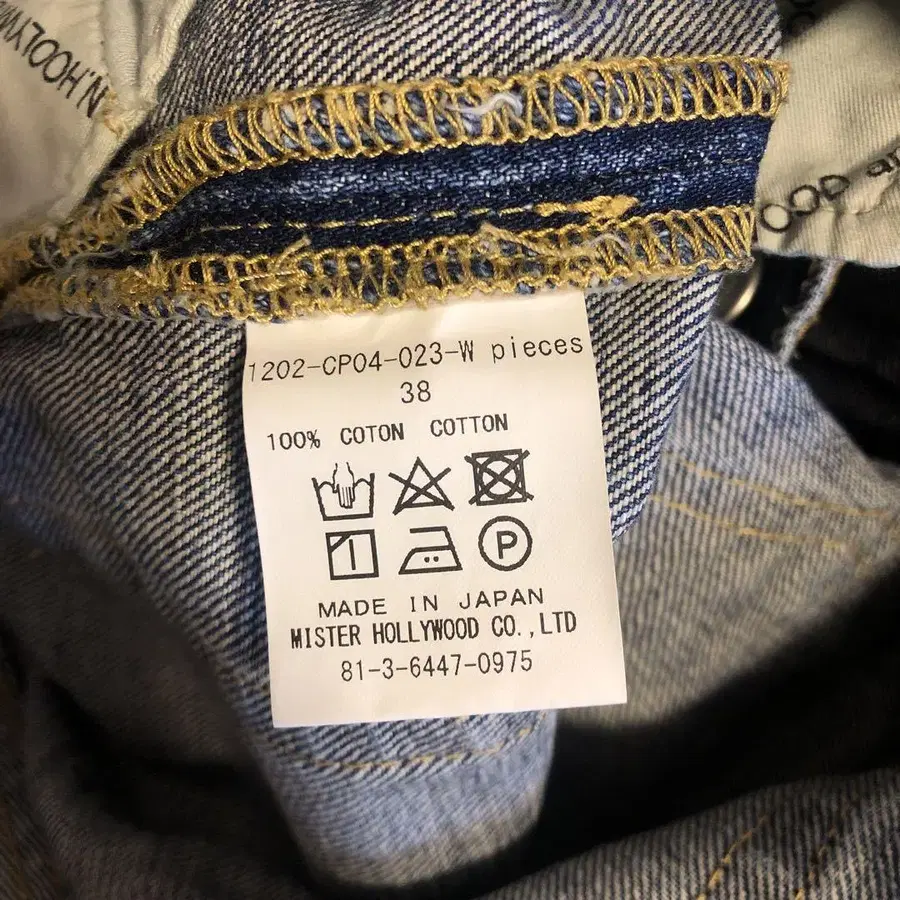 N.HOOLYW
1202-CP04-023-W pieces
38
100% COTON COTTON
P
MADE IN JAPAN
MISTER HOLLYWOOD CO.,LTD
81-3-6447-0975